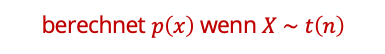 berechnet p(x) wenn X ~ t(n)